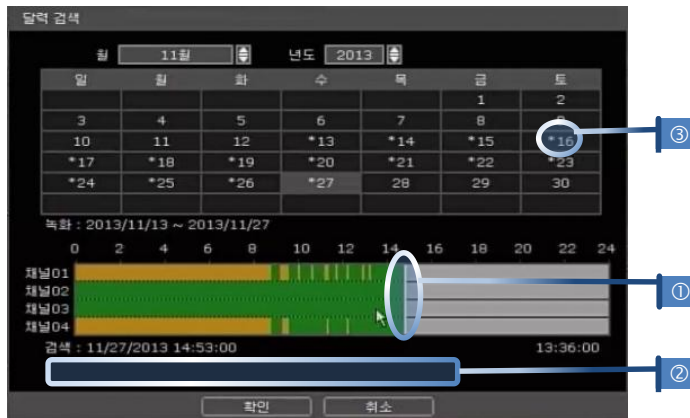 달력 검색
월 11월 년도 2013
일 월 화 수 목 금 토
1 2
3 4 5 6 7 8 9
10 11 12 *13 *14 *15 *16
*17 *18 *19 *20 *21 *22 *23
*24 *25 *26 *27 28 29 30
녹화 : 2013/11/13 ~ 2013/11/27
0 2 4 6 8 10 12 14 16 18 20 22 24
채널01
채널02
채널03
채널04
검색 : 11/27/2013 14:53:00 13:36:00
확인 취소
③
①
②